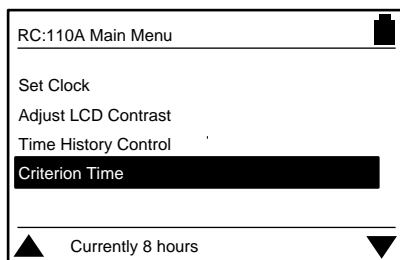 RC:110A Main Menu
Set Clock
Adjust LCD Contrast
Time History Control
Criterion Time
Currently 8 hours